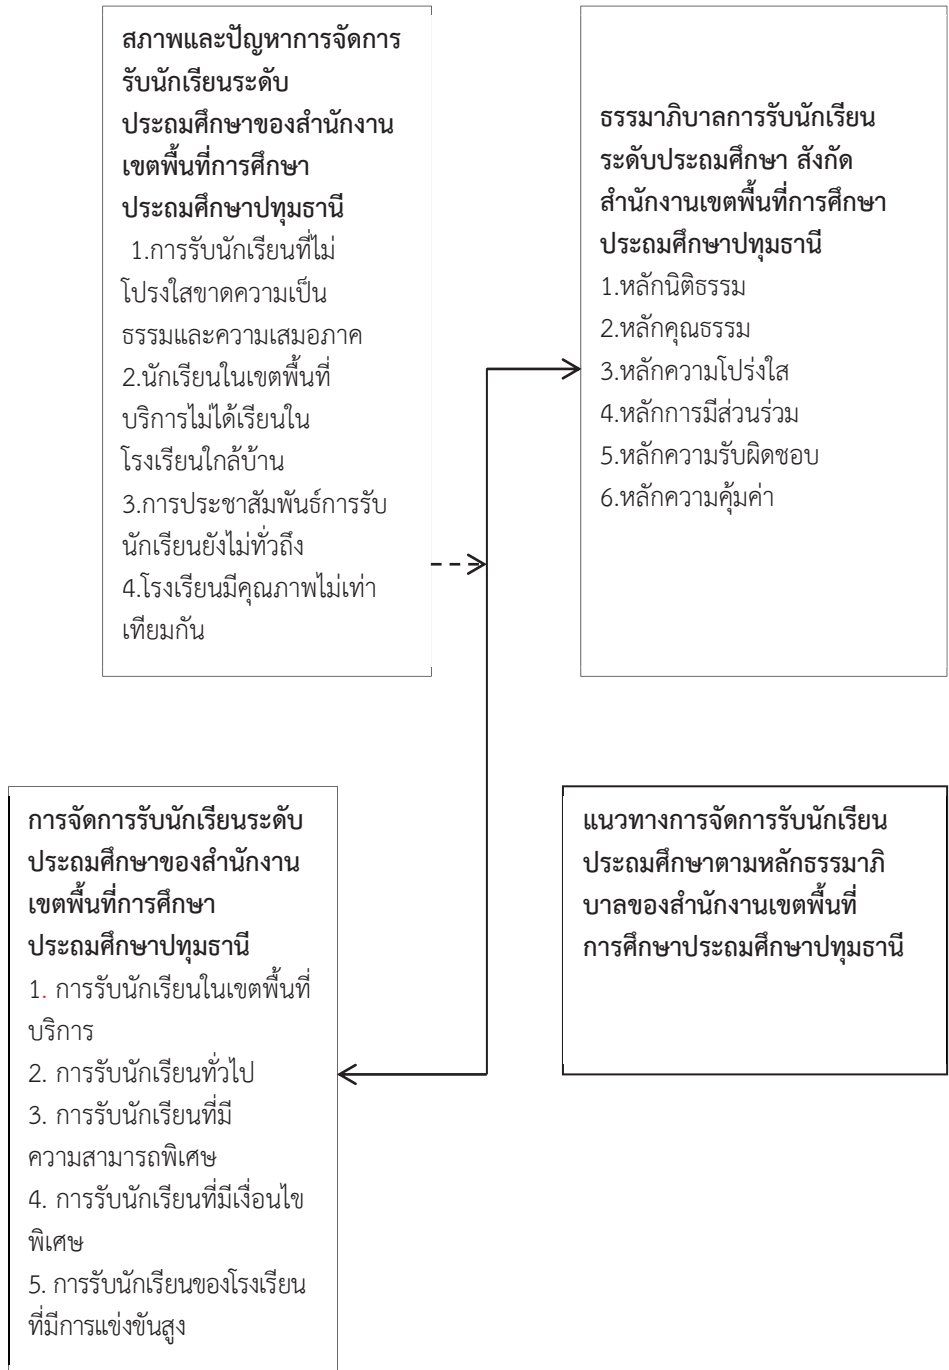 สภาพและปัญหาการจัดการ
รับนักเรียนระดับ
ประถมศึกษาของสำนักงาน
เขตพื้นที่การศึกษา
ประถมศึกษาปทุมธานี
1.การรับนักเรียนที่ไม่
โปรงใสขาดความเป็น
ธรรมและความเสมอภาค
2.นักเรียนในเขตพื้นที่
บริการไม่ได้เรียนใน
โรงเรียนใกล้บ้าน
3.การประชาสัมพันธ์การรับ
นักเรียนยังไม่ทั่วถึง
4.โรงเรียนมีคุณภาพไม่เท่า
เทียมกัน
ธรรมาภิบาลการรับนักเรียน
ระดับประถมศึกษา สังกัด
สำนักงานเขตพื้นที่การศึกษา
ประถมศึกษาปทุมธานี
1.หลักนิติธรรม
2.หลักคุณธรรม
3.หลักความโปร่งใส
4.หลักการมีส่วนร่วม
5.หลักความรับผิดชอบ
6.หลักความคุ้มค่า
การจัดการรับนักเรียนระดับ
ประถมศึกษาของสำนักงาน
เขตพื้นที่การศึกษา
ประถมศึกษาปทุมธานี
1. การรับนักเรียนในเขตพื้นที่
บริการ
2. การรับนักเรียนทั่วไป
3. การรับนักเรียนที่มี
ความสามารถพิเศษ
4. การรับนักเรียนที่มีเงื่อนไข
พิเศษ
5. การรับนักเรียนของโรงเรียน
ที่มีการแข่งขันสูง
แนวทางการจัดการรับนักเรียน
ประถมศึกษาตามหลักธรรมาภิ
บาลของสำนักงานเขตพื้นที่
การศึกษาประถมศึกษาปทุมธานี